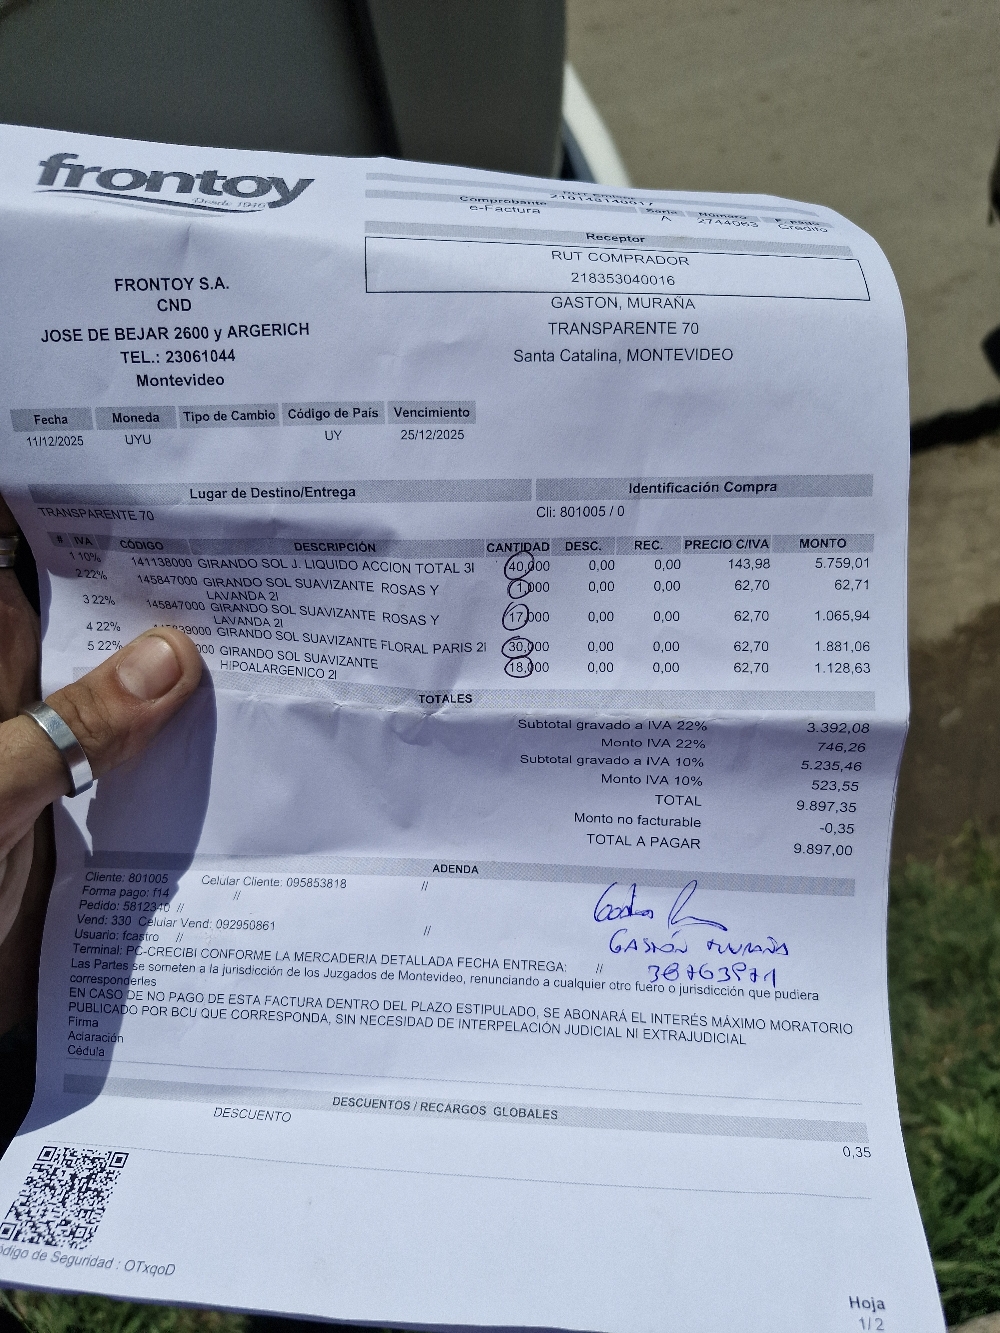 frontoy
Desde 1946
Comprobante
e-Factura
Serie
A
Número
2744063
F. pago
Credito
Receptor
RUT COMPRADOR
218353040016
GASTON, MURAÑA
TRANSPARENTE 70
Santa Catalina, MONTEVIDEO
FRONTOY S.A.
CND
JOSE DE BEJAR 2600 y ARGERICH
TEL.: 23061044
Montevideo
Fecha Moneda Tipo de Cambio Código de País Vencimiento
11/12/2025 UYU UY 25/12/2025
Lugar de Destino/Entrega Identificación Compra
TRANSPARENTE 70 Cli: 801005 / 0
# IVA CÓDIGO DESCRIPCIÓN CANTIDAD DESC. REC. PRECIO C/IVA MONTO
1 10% 141138000 GIRANDO SOL J. LIQUIDO ACCION TOTAL 3l 40,000 0,00 0,00 143,98 5.759,01
2 22% 145847000 GIRANDO SOL SUAVIZANTE ROSAS Y 1,000 0,00 0,00 62,70 62,71
LAVANDA 2l
3 22% 145847000 GIRANDO SOL SUAVIZANTE ROSAS Y 17,000 0,00 0,00 62,70 1.065,94
LAVANDA 2l
4 22% GIRANDO SOL SUAVIZANTE FLORAL PARIS 2l 30,000 0,00 0,00 62,70 1.881,06
5 22% GIRANDO SOL SUAVIZANTE 18,000 0,00 0,00 62,70 1.128,63
HIPOALARGENICO 2l
TOTALES
Subtotal gravado a IVA 22% 3.392,08
Monto IVA 22% 746,26
Subtotal gravado a IVA 10% 5.235,46
Monto IVA 10% 523,55
TOTAL 9.897,35
Monto no facturable -0,35
TOTAL A PAGAR 9.897,00
ADENDA
Cliente: 801005 Celular Cliente: 095853818 //
Forma pago: f14 //
Pedido: 5812340 //
Vend: 330 Celular Vend: 092950861 //
Usuario: fcastro //
GASTÓN MURAÑA
38763971
Terminal: PC-CRECIBI CONFORME LA MERCADERIA DETALLADA FECHA ENTREGA: //
Las Partes se someten a la jurisdicción de los Juzgados de Montevideo, renunciando a cualquier otro fuero o jurisdicción que pudiera
corresponderles
EN CASO DE NO PAGO DE ESTA FACTURA DENTRO DEL PLAZO ESTIPULADO, SE ABONARÁ EL INTERÉS MÁXIMO MORATORIO
PUBLICADO POR BCU QUE CORRESPONDA, SIN NECESIDAD DE INTERPELACIÓN JUDICIAL NI EXTRAJUDICIAL
Firma
Aclaración
Cédula
DESCUENTOS / RECARGOS GLOBALES
DESCUENTO 0,35
de Seguridad : OTxqoD
Hoja
1/2